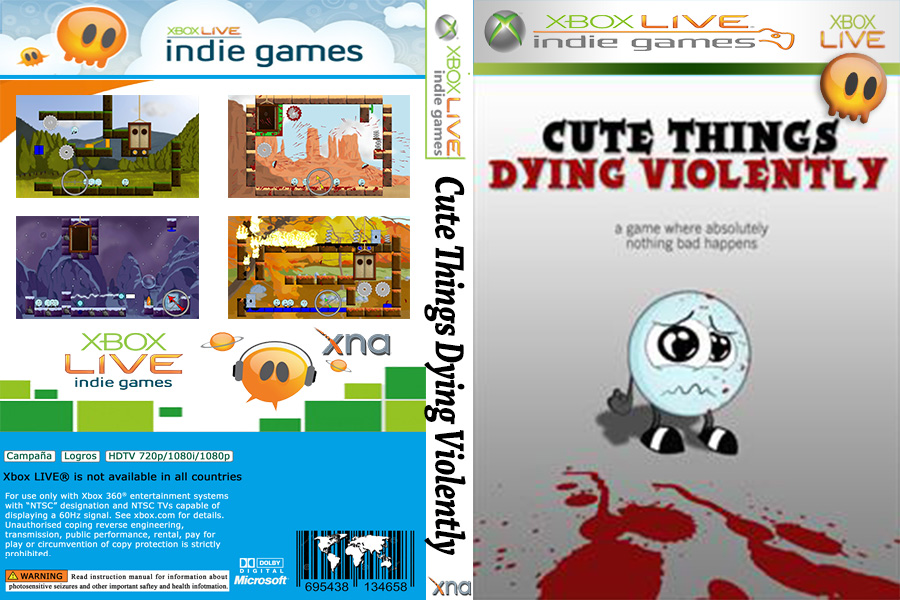 XBOX LIVE
indie games
XBOX LIVE
indie games
XBOX
LIVE
CUTE THINGS
DYING VIOLENTLY
a game where absolutely
nothing bad happens
XBOX LIVE
indie games
Cute Things Dying Violently
xna
XBOX
LIVE
indie games
xna
Campaña Logros HDTV 720p/1080i/1080p
Xbox LIVE® is not available in all countries
For use only with Xbox 360® entertainment systems
with “NTSC” designation and NTSC TVs capable of
displaying a 60Hz signal. See xbox.com for details.
Unauthorised coping reverse engineering,
transmission, public performance, rental, pay for
play or circumvention of copy protection is strictly
prohibited.
WARNING Read instruction manual for information about
photosensitive seizures and other important saftey and health infotmation.
DOLBY
DIGITAL
Microsoft
695438 134658